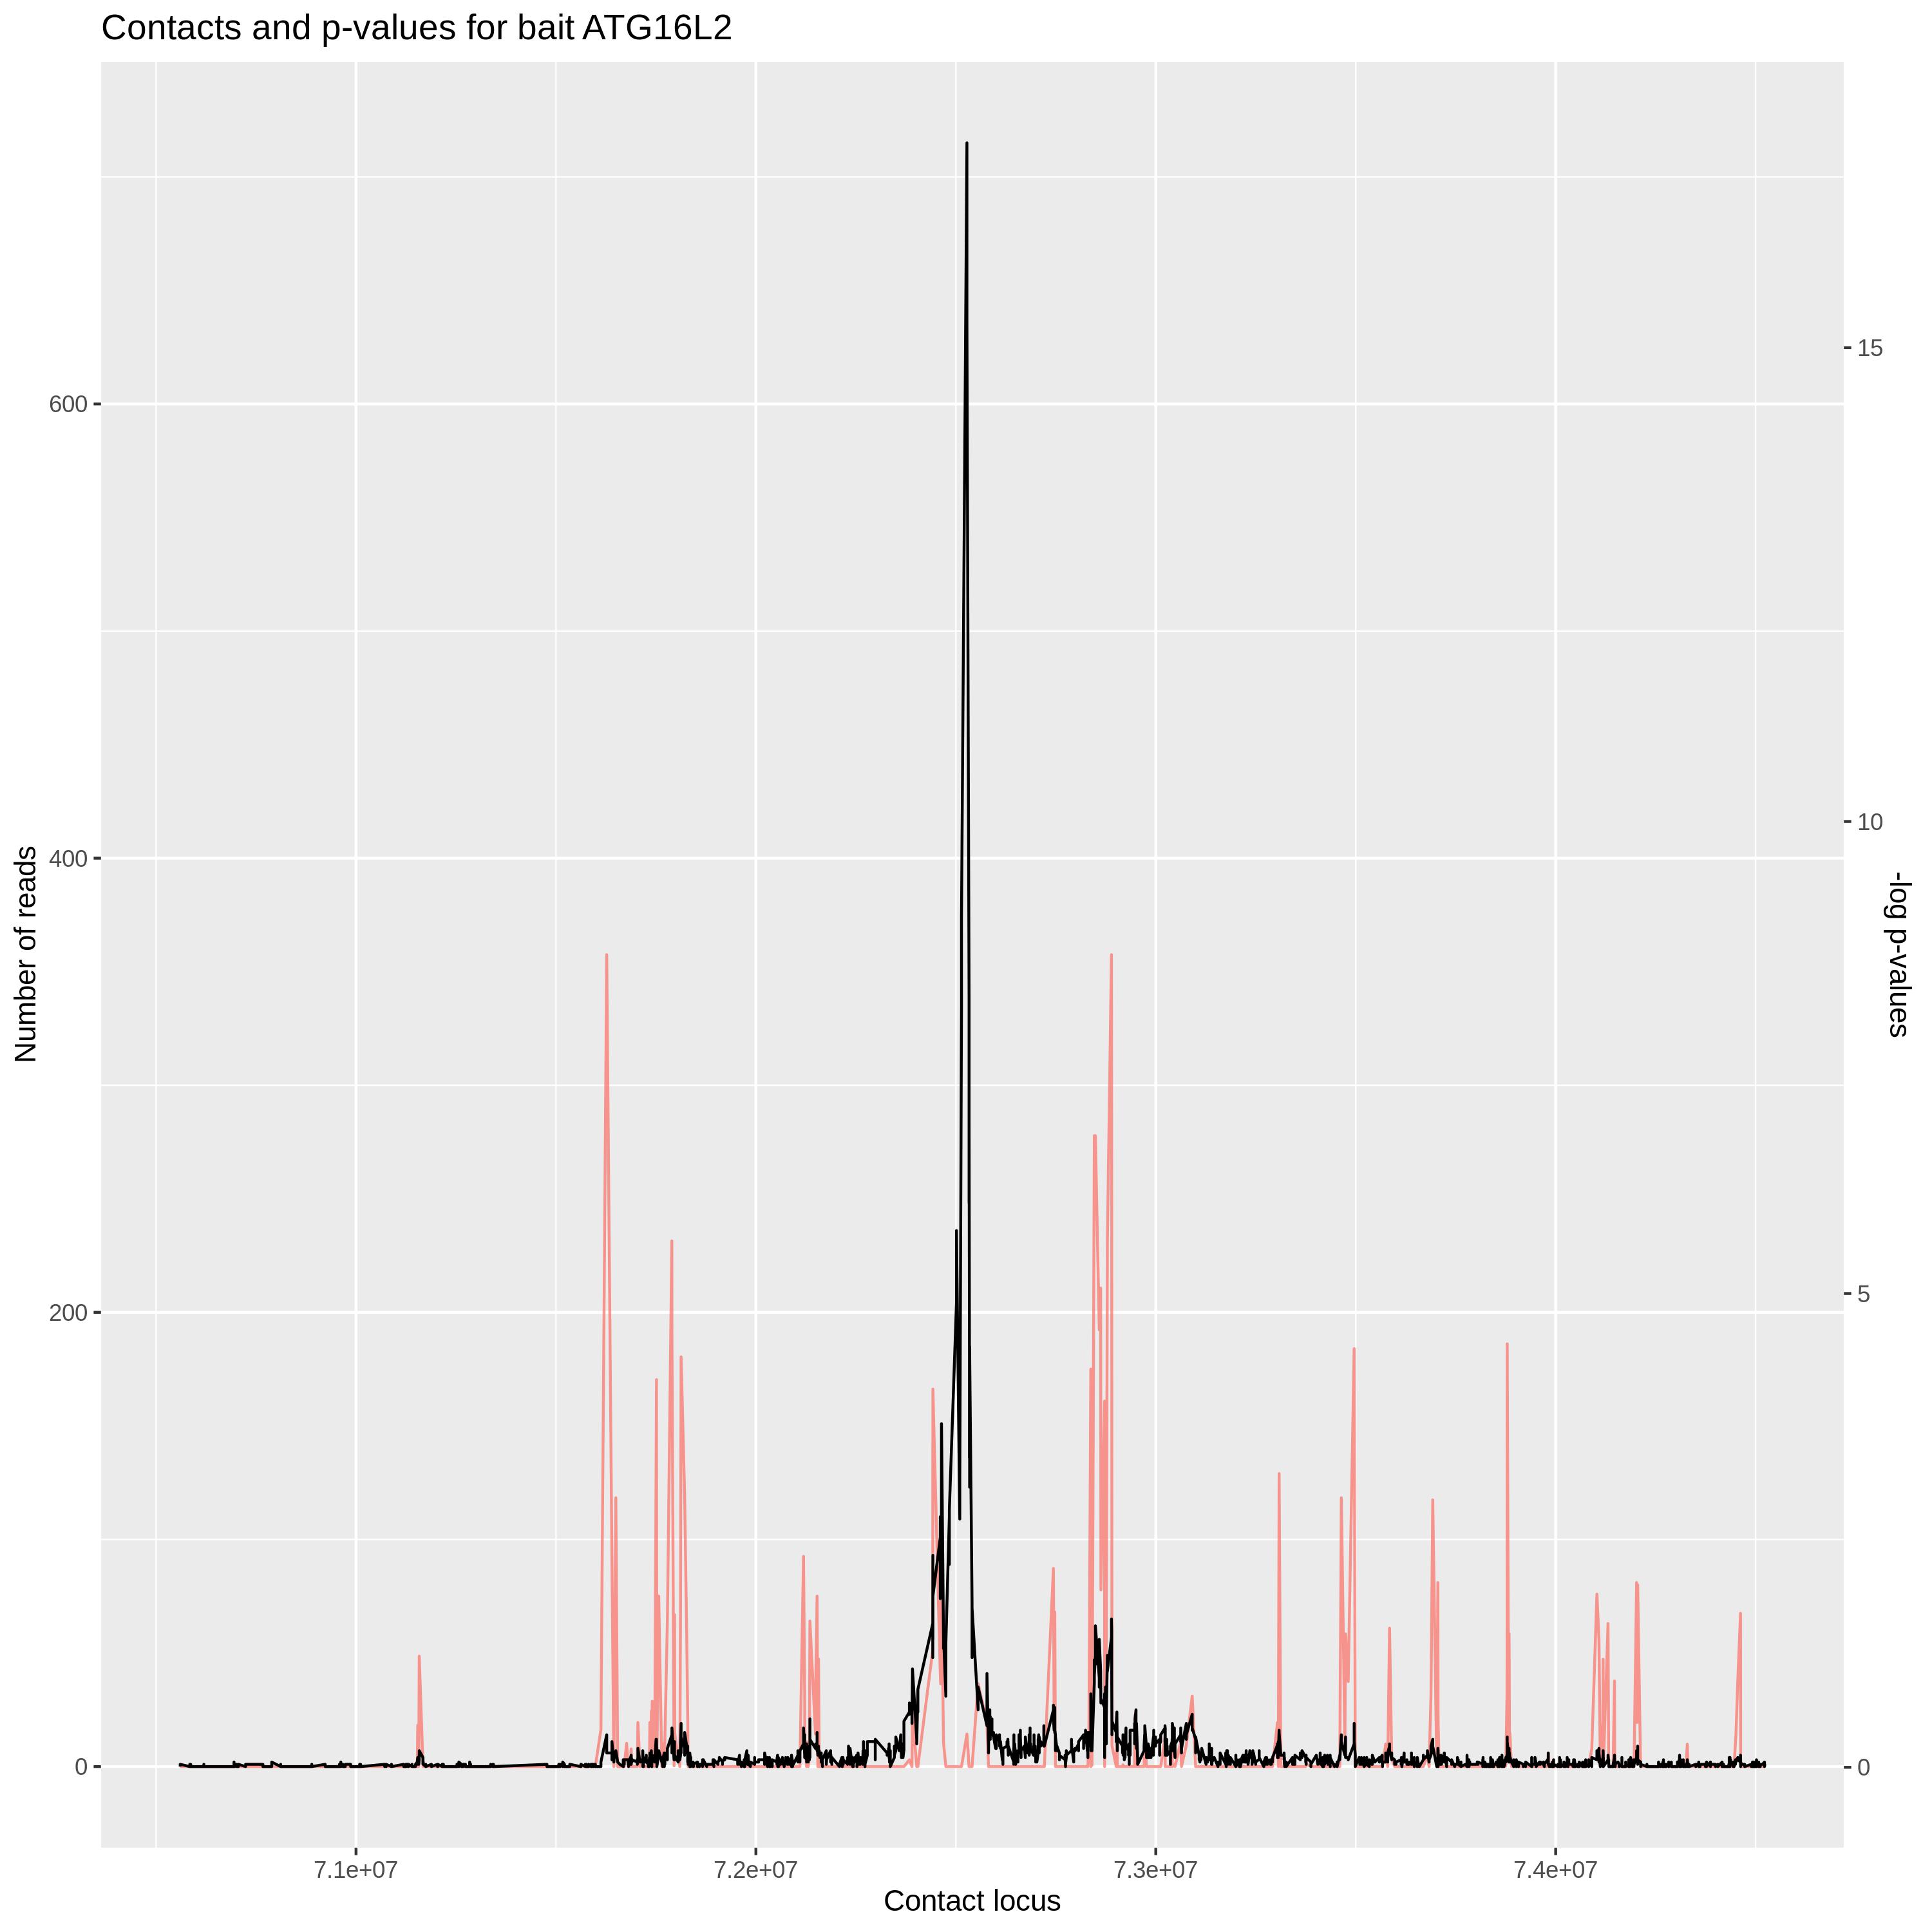 Contacts and p-values for bait ATG16L2
Number of reads
600
400
200
0
15
10
5
0
-log p-values
7.1e+07
7.2e+07
7.3e+07
7.4e+07
Contact locus